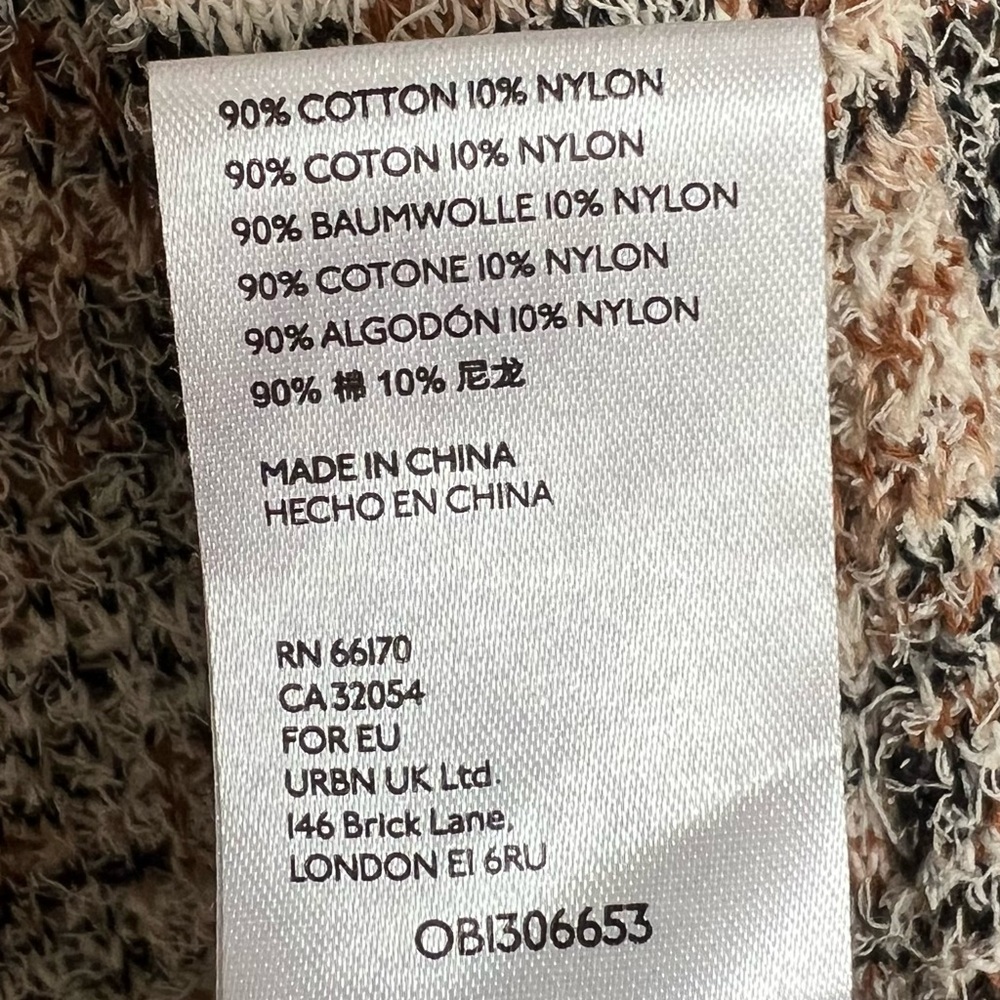 90% COTTON 10% NYLON
90% COTON 10% NYLON
90% BAUMWOLLE 10% NYLON
90% COTONE 10% NYLON
90% ALGODÓN 10% NYLON
90% 棉 10% 尼龙
MADE IN CHINA
HECHO EN CHINA
RN 66170
CA 32054
FOR EU
URBN UK Ltd.
146 Brick Lane,
LONDON E1 6RU
OB1306653